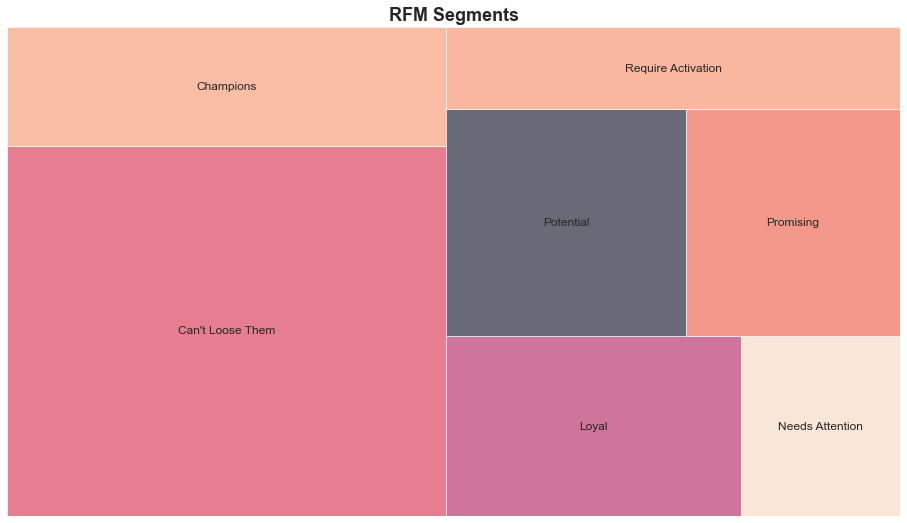 RFM Segments
Champions
Require Activation
Potential
Promising
Can't Loose Them
Loyal
Needs Attention